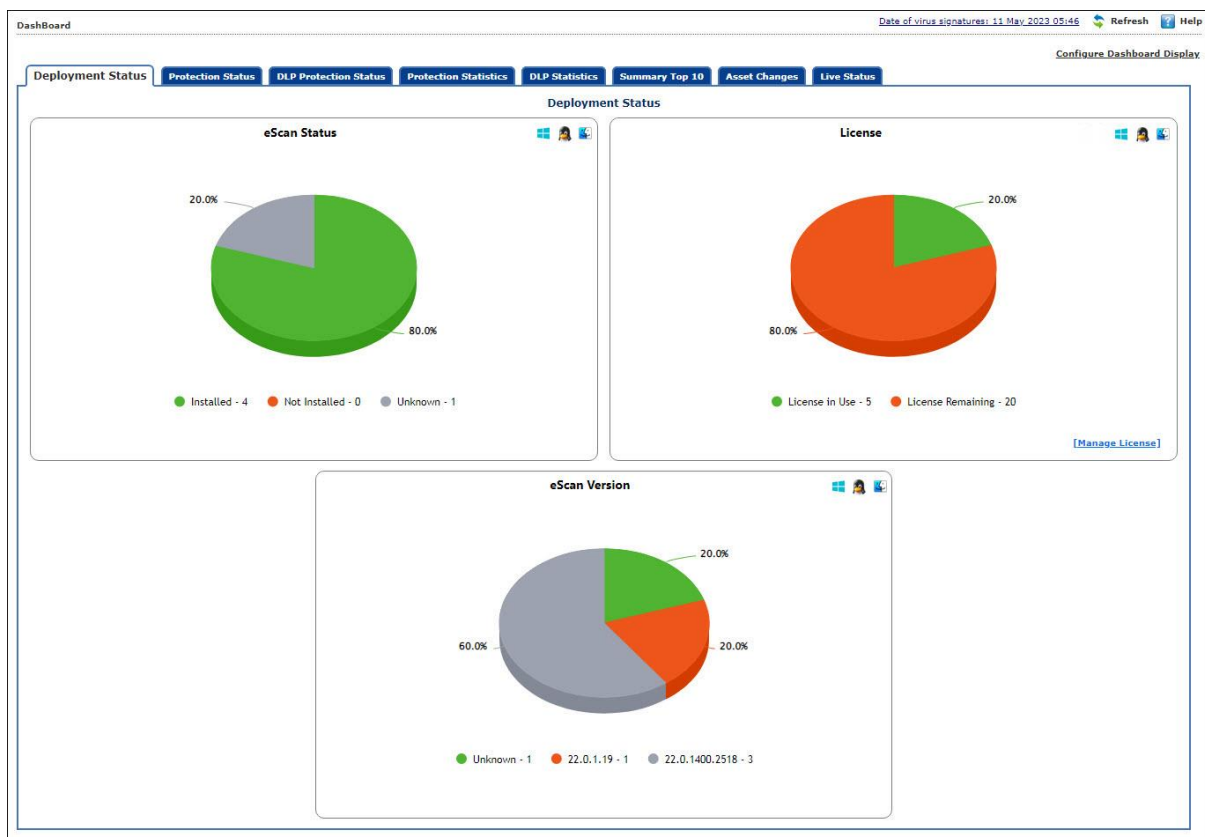 DashBoard
Date of virus signatures: 11 May 2023 05:46 Refresh Help
Configure Dashboard Display
Deployment Status Protection Status DLP Protection Status Protection Statistics DLP Statistics Summary Top 10 Asset Changes Live Status
Deployment Status
eScan Status
20.0%
80.0%
Installed - 4 Not Installed - 0 Unknown - 1
License
20.0%
80.0%
License in Use - 5 License Remaining - 20
[Manage License]
eScan Version
20.0%
60.0%
20.0%
Unknown - 1 22.0.1.19 - 1 22.0.1400.2518 - 3